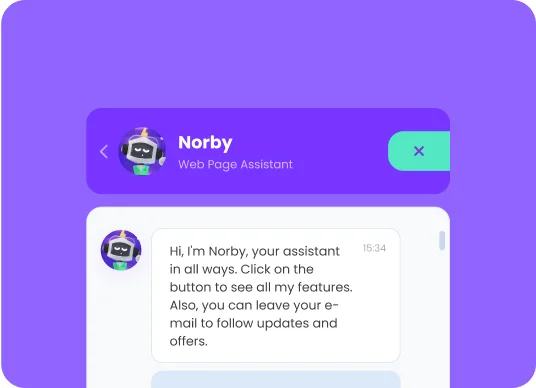 Norby
Web Page Assistant
Hi, I'm Norby, your assistant
15:34
in all ways. Click on the
button to see all my features.
Also, you can leave your e-
mail to follow updates and
offers.